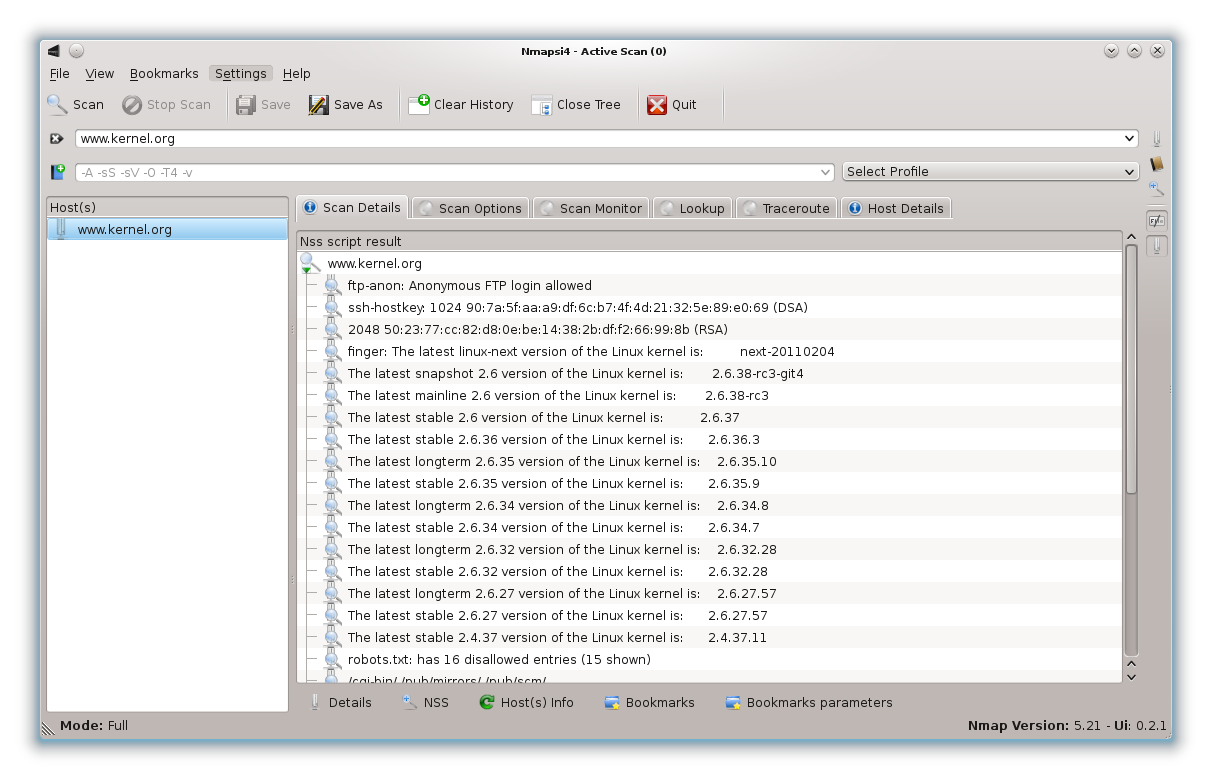 Nmapsi4 - Active Scan (0)
File View Bookmarks Settings Help
Scan Stop Scan Save Save As Clear History Close Tree Quit
www.kernel.org
-A -sS -sV -O -T4 -v Select Profile
Host(s)
www.kernel.org
Scan Details Scan Options Scan Monitor Lookup Traceroute Host Details
Nss script result
www.kernel.org
ftp-anon: Anonymous FTP login allowed
ssh-hostkey: 1024 90:7a:5f:aa:a9:df:6c:b7:4f:4d:21:32:5e:89:e0:69 (DSA)
2048 50:23:77:cc:82:d8:0e:be:14:38:2b:df:f2:66:99:8b (RSA)
finger: The latest linux-next version of the Linux kernel is: next-20110204
The latest snapshot 2.6 version of the Linux kernel is: 2.6.38-rc3-git4
The latest mainline 2.6 version of the Linux kernel is: 2.6.38-rc3
The latest stable 2.6 version of the Linux kernel is: 2.6.37
The latest stable 2.6.36 version of the Linux kernel is: 2.6.36.3
The latest longterm 2.6.35 version of the Linux kernel is: 2.6.35.10
The latest stable 2.6.35 version of the Linux kernel is: 2.6.35.9
The latest longterm 2.6.34 version of the Linux kernel is: 2.6.34.8
The latest stable 2.6.34 version of the Linux kernel is: 2.6.34.7
The latest longterm 2.6.32 version of the Linux kernel is: 2.6.32.28
The latest stable 2.6.32 version of the Linux kernel is: 2.6.32.28
The latest longterm 2.6.27 version of the Linux kernel is: 2.6.27.57
The latest stable 2.6.27 version of the Linux kernel is: 2.6.27.57
The latest stable 2.4.37 version of the Linux kernel is: 2.4.37.11
robots.txt: has 16 disallowed entries (15 shown)
/cgi-bin/ /pub/mirrors/ /pub/scm/
Details NSS Host(s) Info Bookmarks Bookmarks parameters
Mode: Full
Nmap Version: 5.21 - Ui: 0.2.1